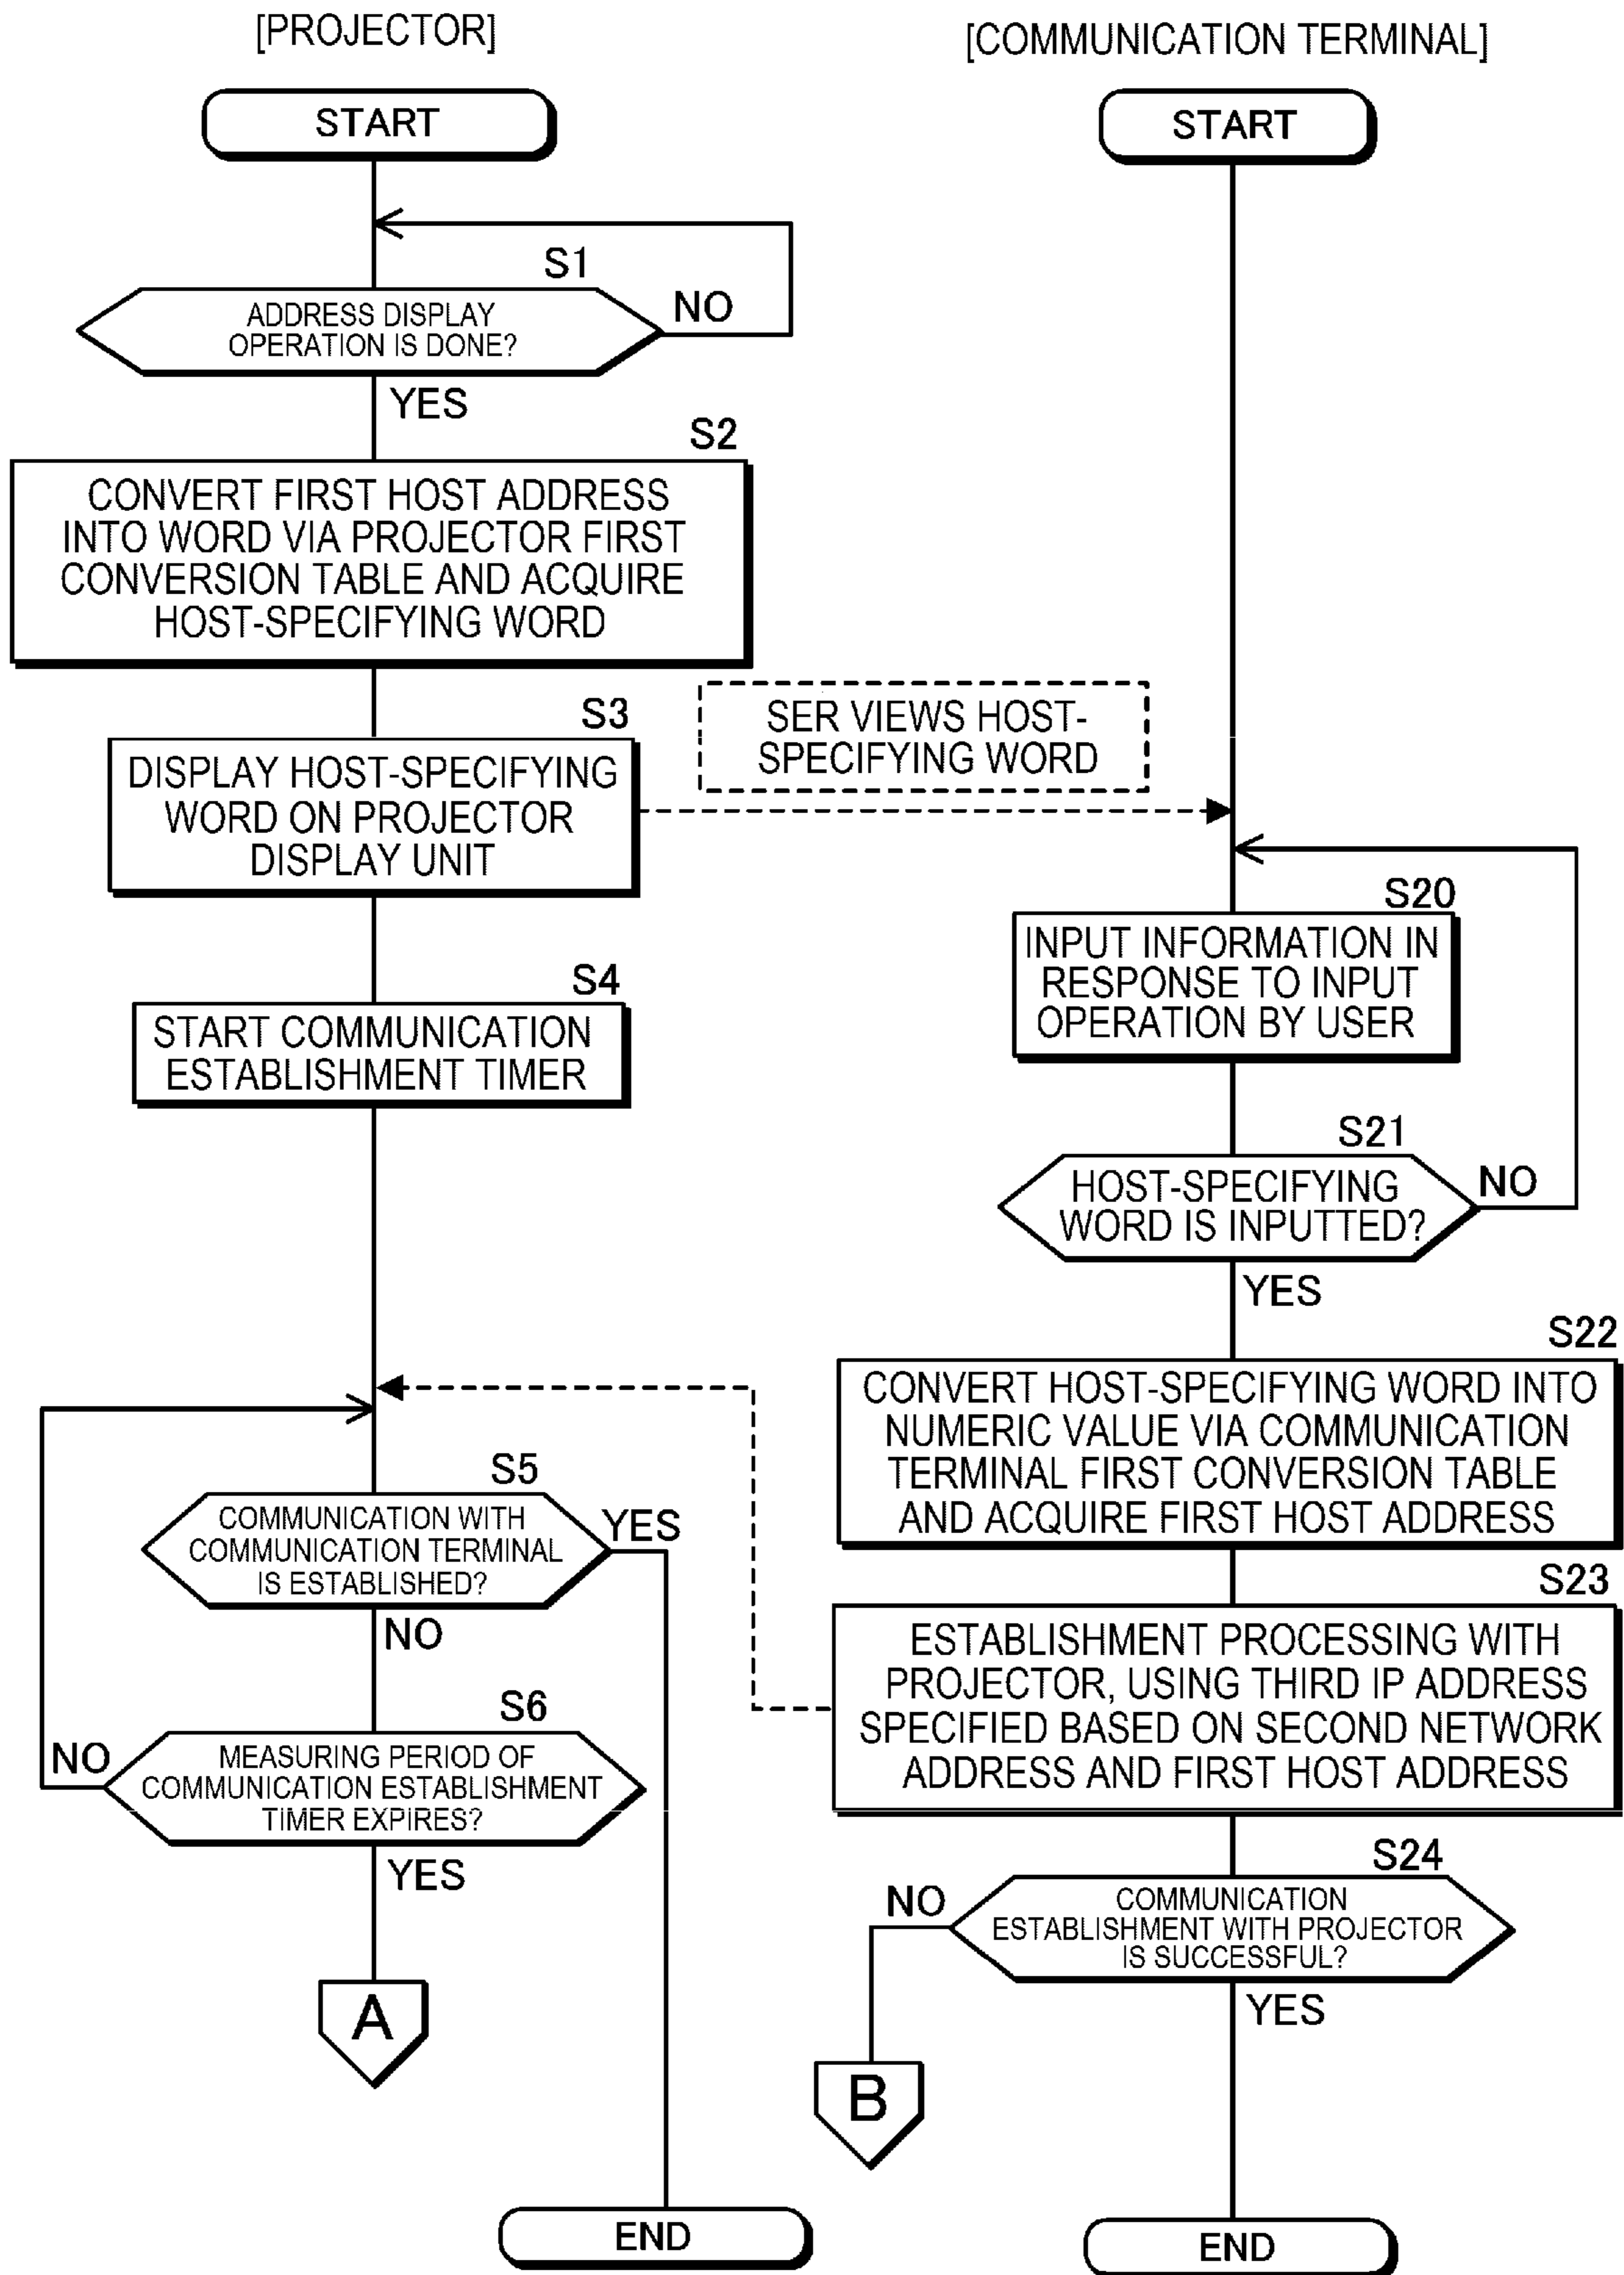 [PROJECTOR]
START
S1
ADDRESS DISPLAY
OPERATION IS DONE?
NO
YES
S2
CONVERT FIRST HOST ADDRESS
INTO WORD VIA PROJECTOR FIRST
CONVERSION TABLE AND ACQUIRE
HOST-SPECIFYING WORD
S3
DISPLAY HOST-SPECIFYING
WORD ON PROJECTOR
DISPLAY UNIT
SER VIEWS HOST-
SPECIFYING WORD
S4
START COMMUNICATION
ESTABLISHMENT TIMER
S5
COMMUNICATION WITH
COMMUNICATION TERMINAL
IS ESTABLISHED?
YES
NO
S6
MEASURING PERIOD OF
COMMUNICATION ESTABLISHMENT
TIMER EXPIRES?
NO
YES
A
END
[COMMUNICATION TERMINAL]
START
S20
INPUT INFORMATION IN
RESPONSE TO INPUT
OPERATION BY USER
S21
HOST-SPECIFYING
WORD IS INPUTTED?
NO
YES
S22
CONVERT HOST-SPECIFYING WORD INTO
NUMERIC VALUE VIA COMMUNICATION
TERMINAL FIRST CONVERSION TABLE
AND ACQUIRE FIRST HOST ADDRESS
S23
ESTABLISHMENT PROCESSING WITH
PROJECTOR, USING THIRD IP ADDRESS
SPECIFIED BASED ON SECOND NETWORK
ADDRESS AND FIRST HOST ADDRESS
S24
COMMUNICATION
ESTABLISHMENT WITH PROJECTOR
IS SUCCESSFUL?
NO
YES
B
END